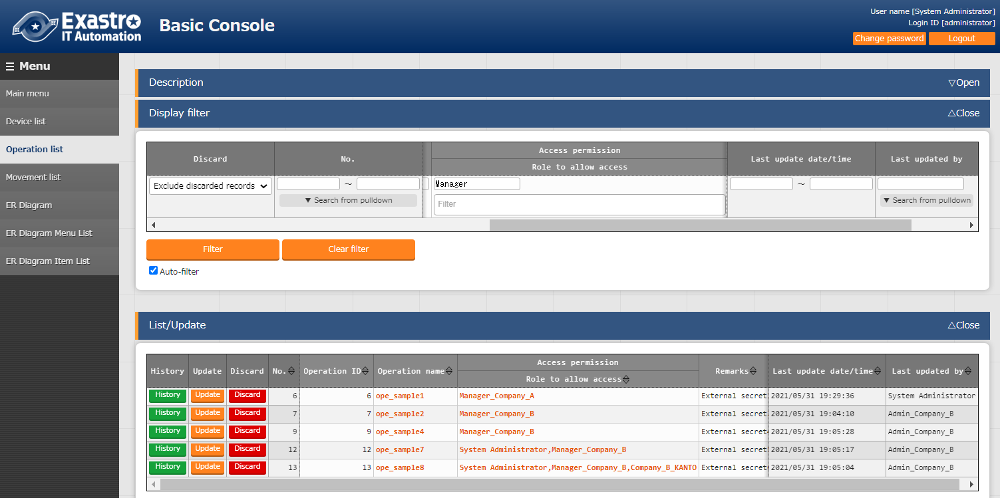 Exastro
IT Automation
Basic Console
User name [System Administrator]
Login ID [administrator]
Change password
Logout
Menu
Main menu
Device list
Operation list
Movement list
ER Diagram
ER Diagram Menu List
ER Diagram Item List
Description
▽Open
Display filter
△Close
Discard
No.
Access permission
Role to allow access
Last update date/time
Last updated by
Exclude discarded records
~
Manager
~
▼ Search from pulldown
Filter
▼ Search from pulldown
Filter
Clear filter
Auto-filter
List/Update
△Close
History Update Discard No. Operation ID Operation name Access permission Remarks Last update date/time Last updated by
Role to allow access
History Update Discard 6 6 ope_sample1 Manager_Company_A External secret 2021/05/31 19:29:36 System Administrator
History Update Discard 7 7 ope_sample2 Manager_Company_B External secret 2021/05/31 19:04:10 Admin_Company_B
History Update Discard 9 9 ope_sample4 Manager_Company_B External secret 2021/05/31 19:05:28 Admin_Company_B
History Update Discard 12 12 ope_sample7 System Administrator,Manager_Company_B External secret 2021/05/31 19:05:17 Admin_Company_B
History Update Discard 13 13 ope_sample8 System Administrator,Manager_Company_B,Company_B_KANTO External secret 2021/05/31 19:05:04 Admin_Company_B